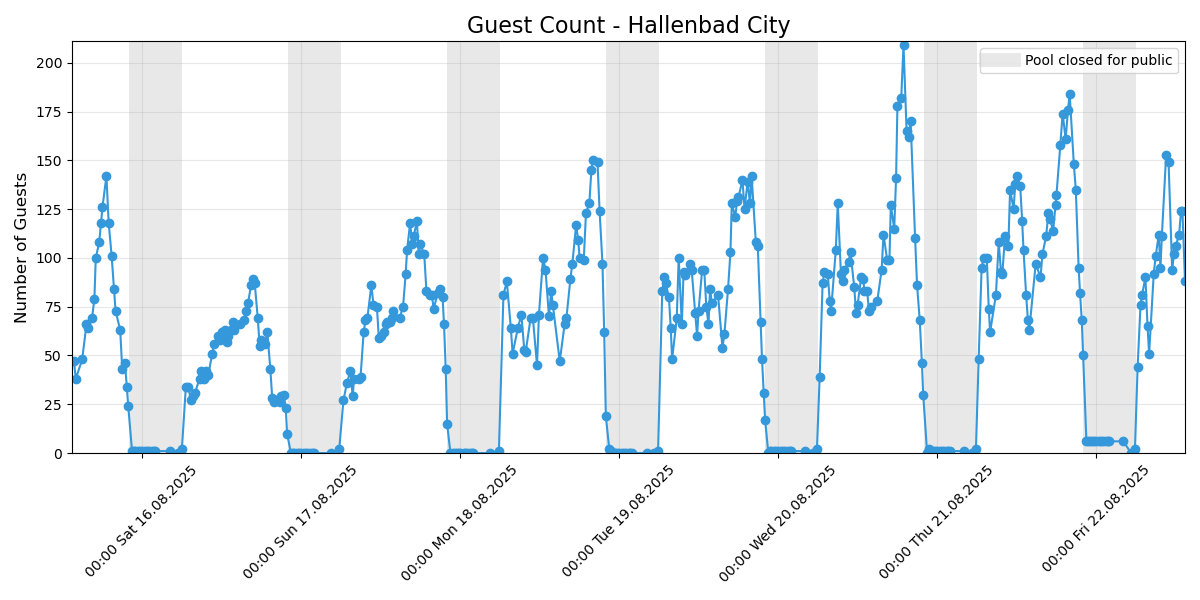 Guest Count - Hallenbad City
Pool closed for public
Number of Guests
200
175
150
125
100
75
50
25
0
00:00 Sat 16.08.2025
00:00 Sun 17.08.2025
00:00 Mon 18.08.2025
00:00 Tue 19.08.2025
00:00 Wed 20.08.2025
00:00 Thu 21.08.2025
00:00 Fri 22.08.2025